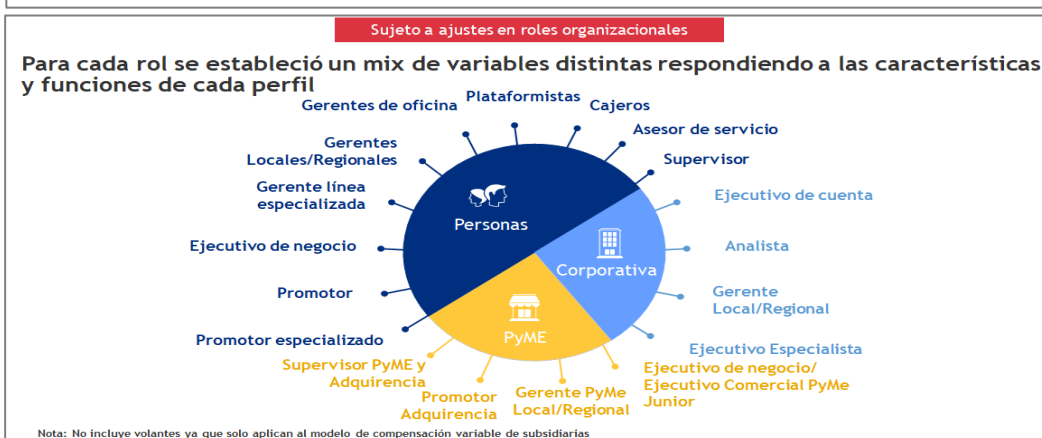 Sujeto a ajustes en roles organizacionales
Para cada rol se estableció un mix de variables distintas respondiendo a las características
y funciones de cada perfil
Plataformistas
Gerentes de oficina
Cajeros
Asesor de servicio
Gerentes
Locales/Regionales
Supervisor
Gerente línea
especializada
Ejecutivo de cuenta
Personas
Ejecutivo de negocio
Analista
Corporativa
Promotor
Gerente
Local/Regional
PyME
Promotor especializado
Ejecutivo Especialista
Supervisor PyME y
Adquirencia
Promotor
Adquirencia
Gerente PyMe
Local/Regional
Ejecutivo de negocio/
Ejecutivo Comercial PyMe
Junior
Nota: No incluye volantes ya que solo aplican al modelo de compensación variable de subsidiarias